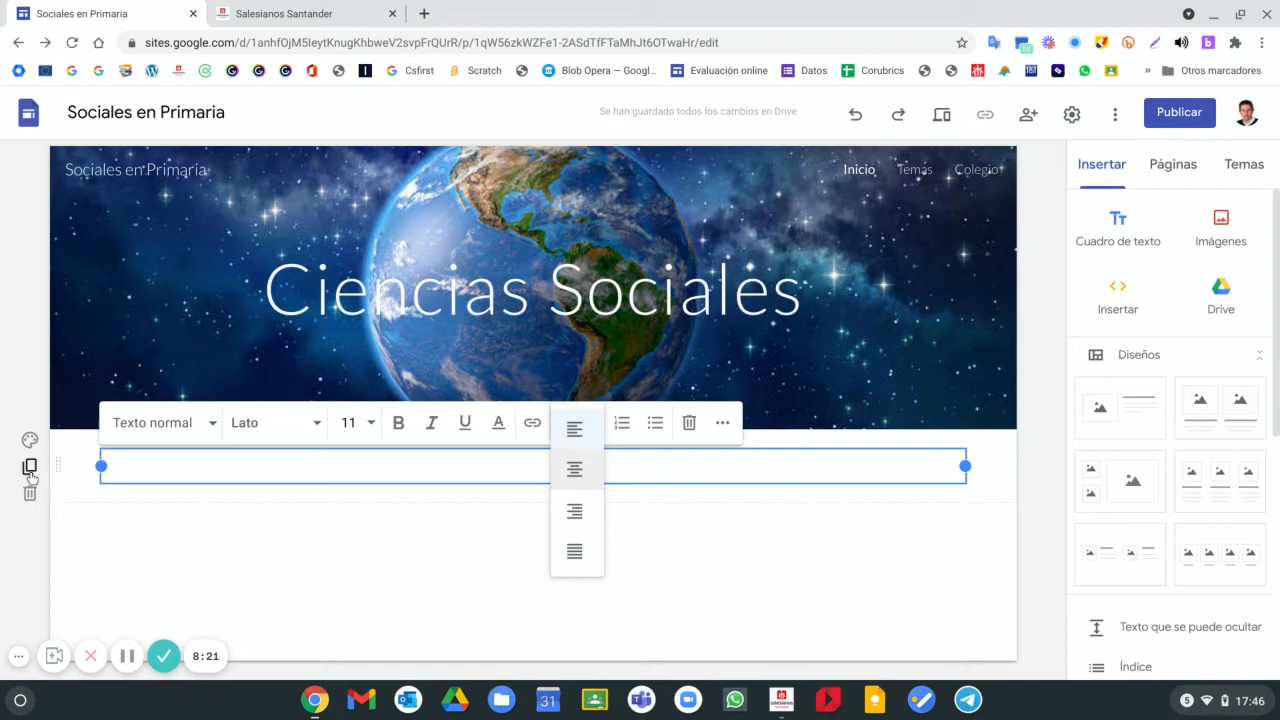 Sociales en Primaria
Salesianos Santander
sites.google.com/d/1anhfOjM5IeytKnugKhbweV2svpFrQUrR/p/1qW56zkWZFe1-2ASdTfFTaMhJt6OTwaHr/edit
Csfirst
Scratch
Blob Opera — Googl...
Evaluación online
Datos
Corubrics
»
Otros marcadores
Sociales en Primaria
Se han guardado todos los cambios en Drive
Publicar
Sociales en Primaria
Inicio
Temas
Colegio
Ciencias Sociales
Insertar
Páginas
Temas
Cuadro de texto
Imágenes
Insertar
Drive
Diseños
Texto normal
Lato
11
B
I
U
A
Texto que se puede ocultar
Índice
8:21
31
5
17:46